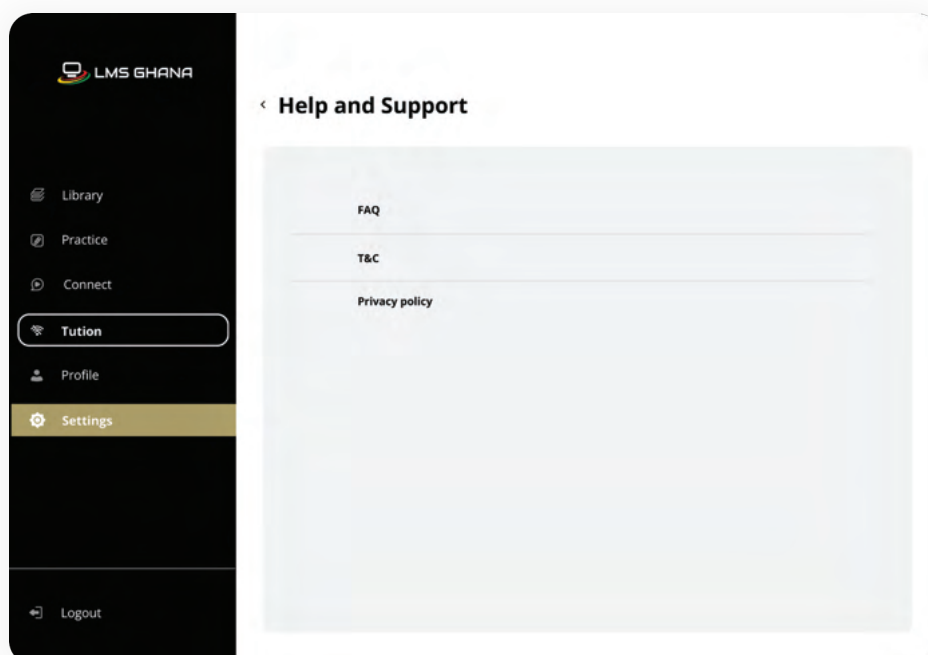 LMS GHANA
Help and Support
Library
Practice
Connect
Tution
Profile
Settings
Logout
FAQ
T&C
Privacy policy